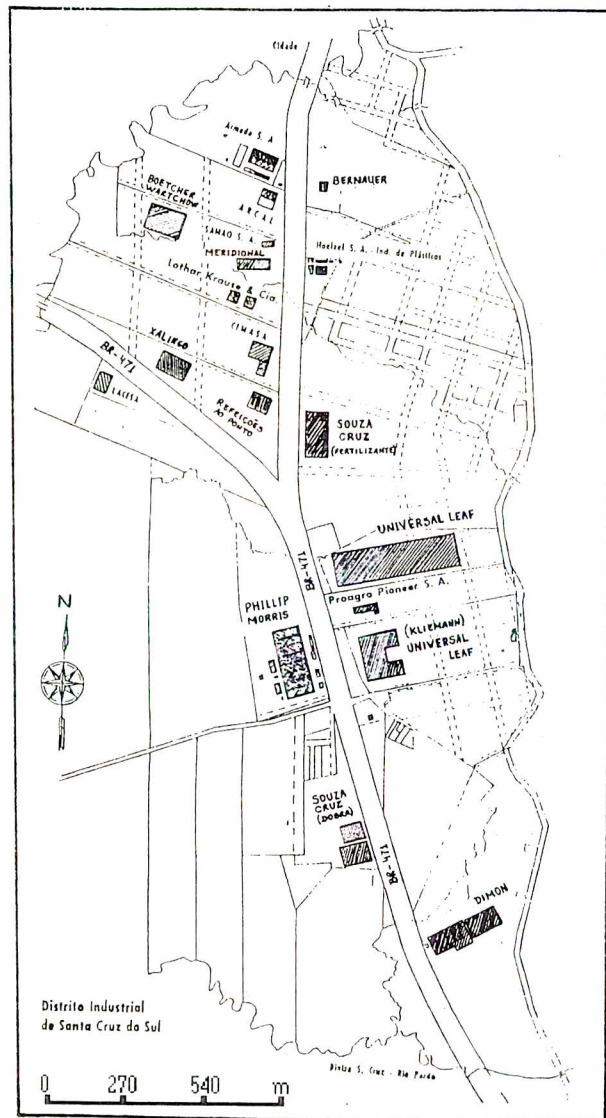 Cidade
Aimado S. A
BERNAUER
BOETCHER
WARTCHOW
ARCAL
SAMAO S. A.
Hoelzel S. A. - Ind. de Plásticos
MERIDIONAL
Lothar Krause & Cia.
CIMASA
XALINGO
BR-471
LACESA
REFEIÇÕES
AO PONTO
SOUZA
CRUZ
(FERTILIZANTE)
UNIVERSAL LEAF
BR-471
Proagro Pioneer S. A.
PHILLIP
MORRIS
(KLIEMANN)
UNIVERSAL
LEAF
N
SOUZA
CRUZ
(DOBRA)
BR-471
DIMON
Distrito Industrial
de Santa Cruz do Sul
Divisa S. Cruz - Rio Pardo
0 270 540 m